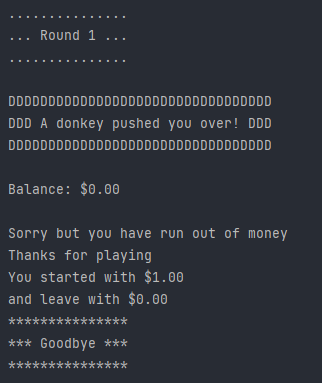 ...............
... Round 1 ...
...............
DDDDDDDDDDDDDDDDDDDDDDDDDDDDDDDDD
DDD A donkey pushed you over! DDD
DDDDDDDDDDDDDDDDDDDDDDDDDDDDDDDDD
Balance: $0.00
Sorry but you have run out of money
Thanks for playing
You started with $1.00
and leave with $0.00
***************
*** Goodbye ***
***************